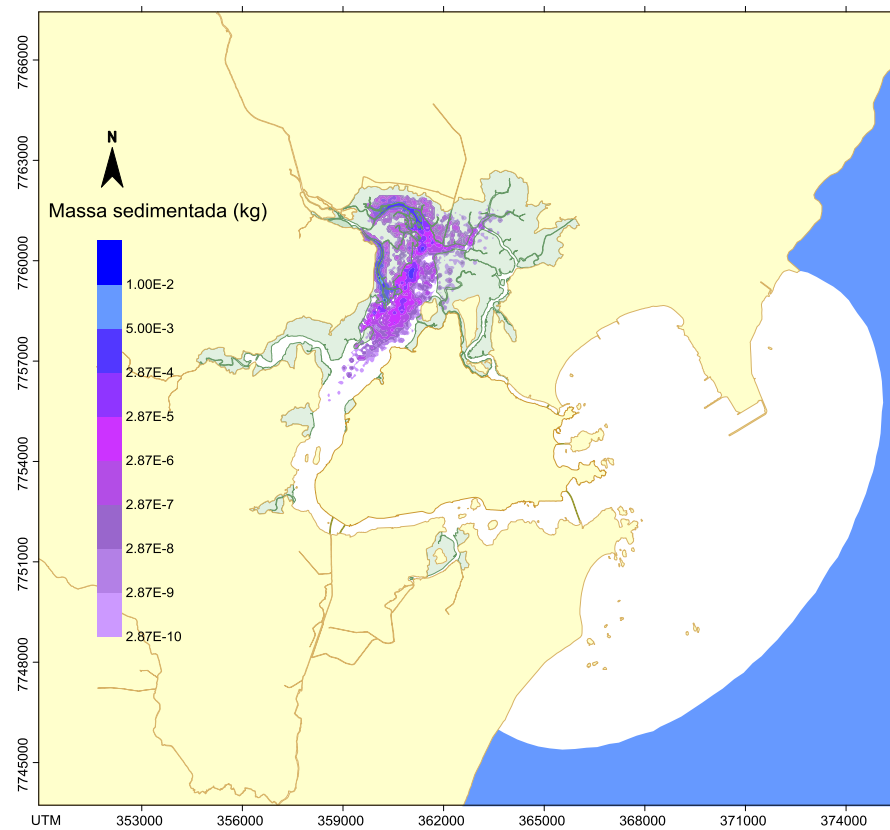 7766000
7763000
7760000
7757000
7754000
7751000
7748000
7745000
N
Massa sedimentada (kg)
1.00E-2
5.00E-3
2.87E-4
2.87E-5
2.87E-6
2.87E-7
2.87E-8
2.87E-9
2.87E-10
UTM 353000 356000 359000 362000 365000 368000 371000 374000